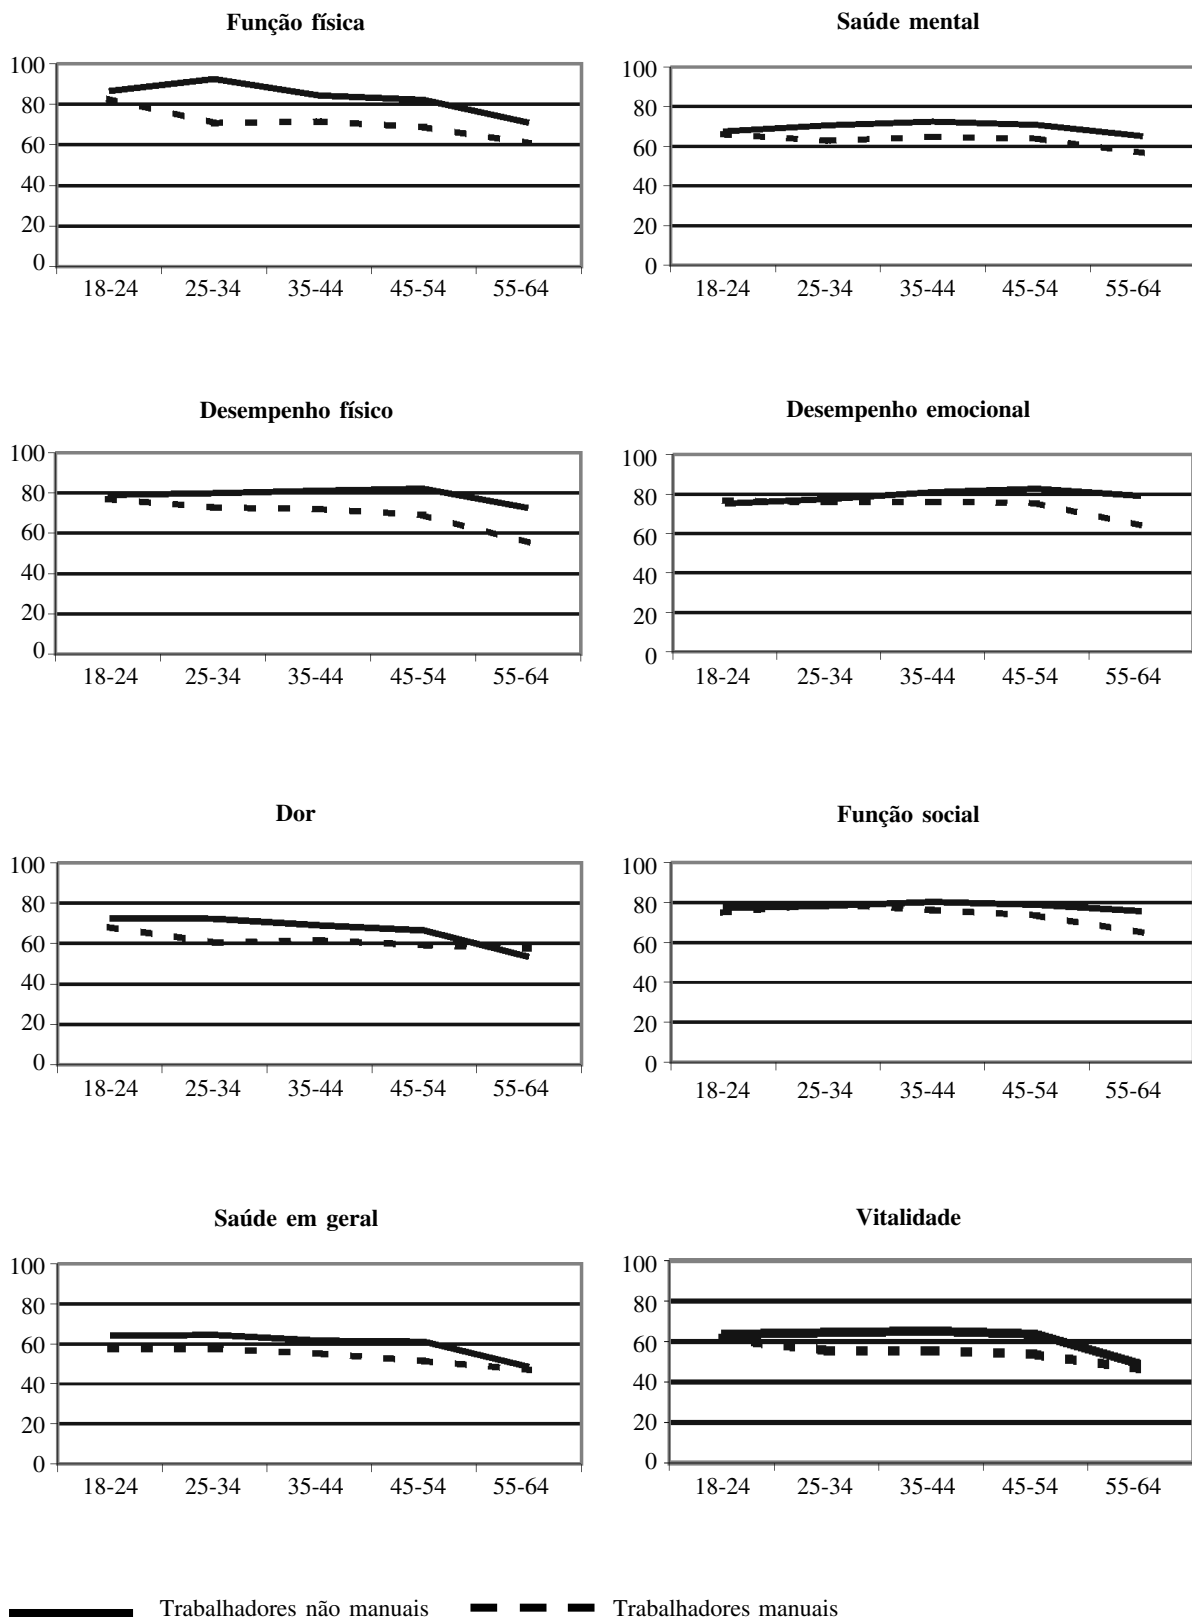 Função física
100
80
60
40
20
0
18-24 25-34 35-44 45-54 55-64
Saúde mental
100
80
60
40
20
0
18-24 25-34 35-44 45-54 55-64
Desempenho físico
100
80
60
40
20
0
18-24 25-34 35-44 45-54 55-64
Desempenho emocional
100
80
60
40
20
0
18-24 25-34 35-44 45-54 55-64
Dor
100
80
60
40
20
0
18-24 25-34 35-44 45-54 55-64
Função social
100
80
60
40
20
0
18-24 25-34 35-44 45-54 55-64
Saúde em geral
100
80
60
40
20
0
18-24 25-34 35-44 45-54 55-64
Vitalidade
100
80
60
40
20
0
18-24 25-34 35-44 45-54 55-64
Trabalhadores não manuais Trabalhadores manuais